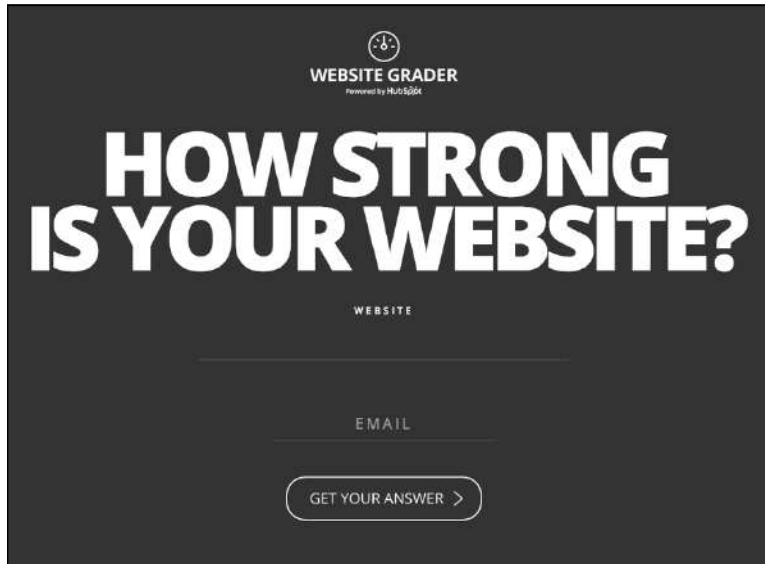 WEBSITE GRADER
Powered by HubSpot
HOW STRONG
IS YOUR WEBSITE?
WEBSITE
EMAIL
GET YOUR ANSWER